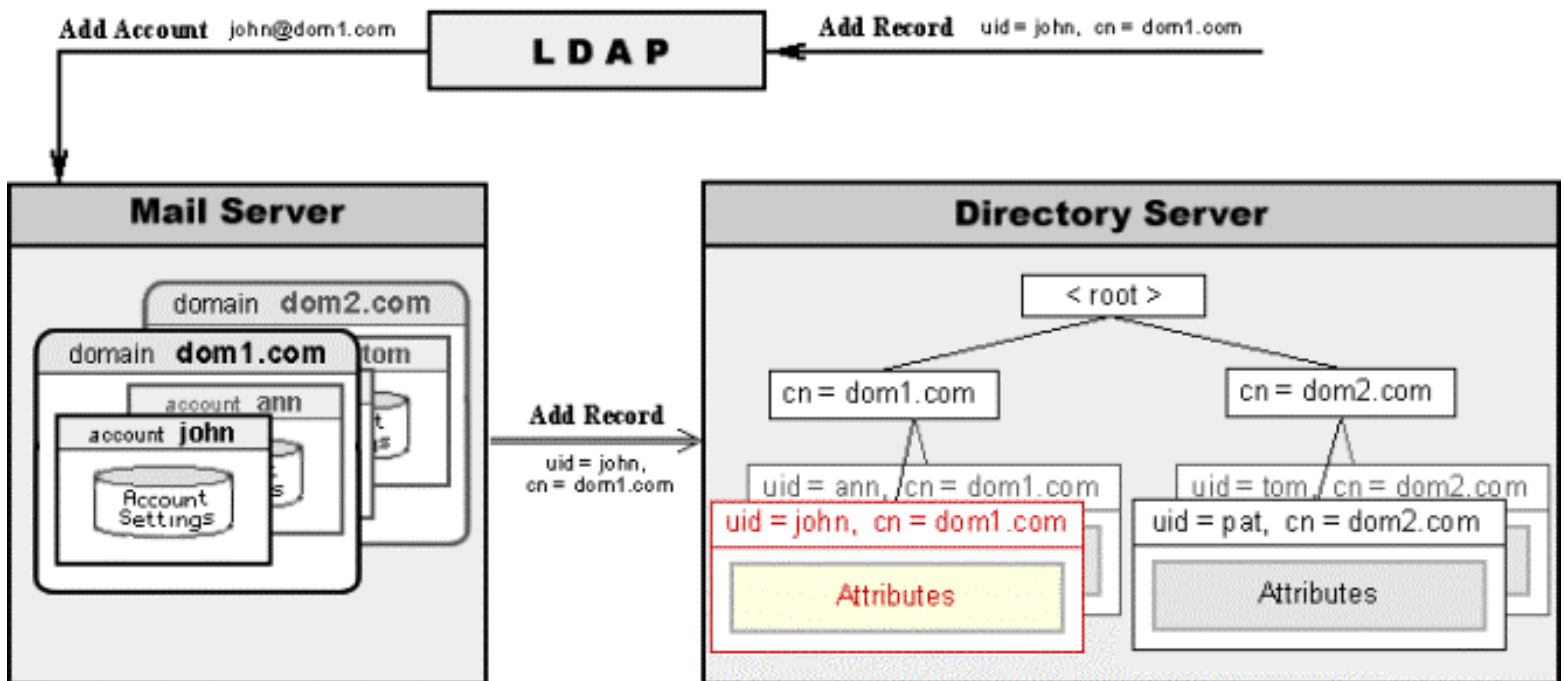 Add Account john@dom1.com
L D A P
Add Record uid = john, cn = dom1.com
Mail Server
domain dom2.com
tom
domain dom1.com
account ann
account john
Account
Settings
Add Record
uid = john,
cn = dom1.com
Directory Server
< root >
cn = dom1.com
cn = dom2.com
uid = ann, cn = dom1.com
uid = john, cn = dom1.com
Attributes
uid = tom, cn = dom2.com
uid = pat, cn = dom2.com
Attributes